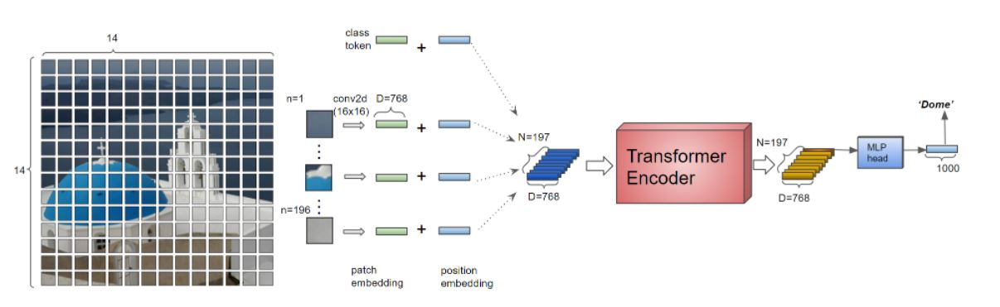 14
14
class
token
+
n=1
conv2d
(16x16)
D=768
+
+
n=196
+
patch
embedding
position
embedding
N=197
D=768
Transformer
Encoder
N=197
D=768
MLP
head
'Dome'
1000